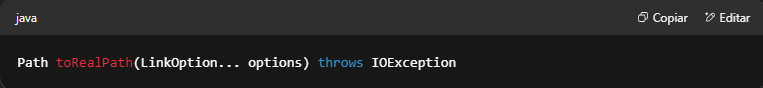 java
Copiar
Editar
Path toRealPath(LinkOption... options) throws IOException